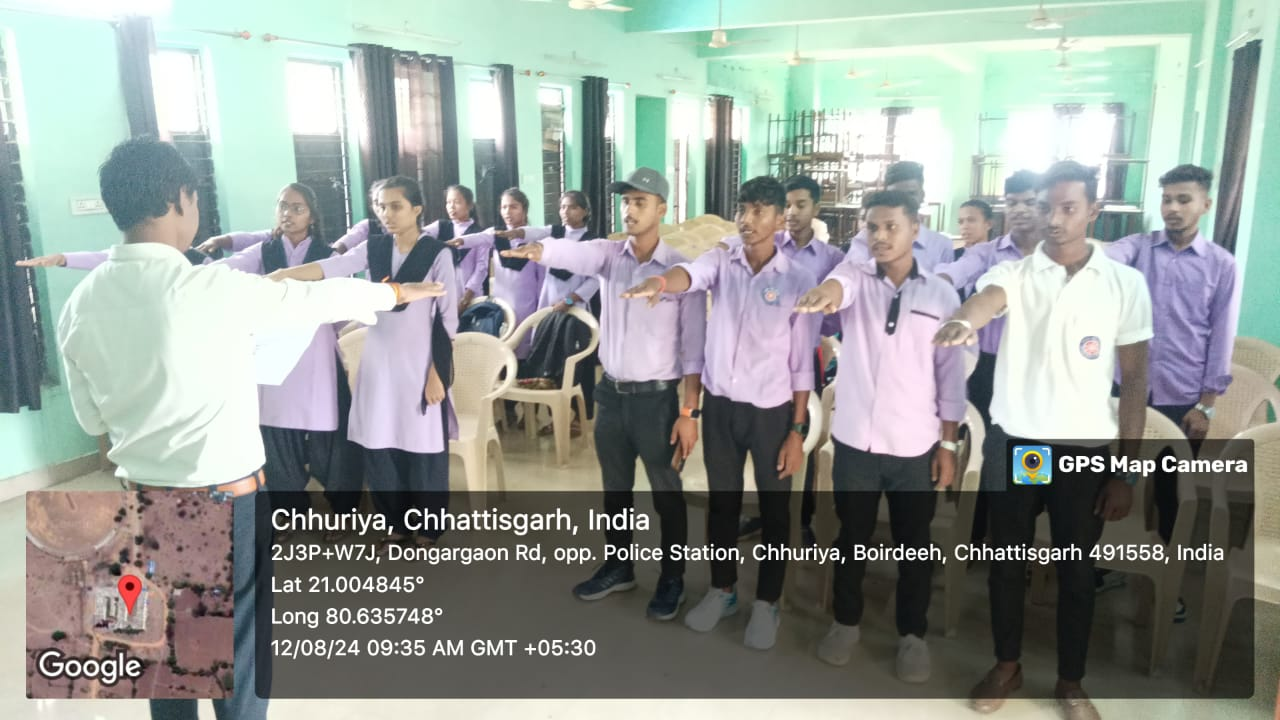 GPS Map Camera
Chhuriya, Chhattisgarh, India
2J3P+W7J, Dongargaon Rd, opp. Police Station, Chhuriya, Boirdeeh, Chhattisgarh 491558, India
Lat 21.004845°
Long 80.635748°
12/08/24 09:35 AM GMT +05:30
Google